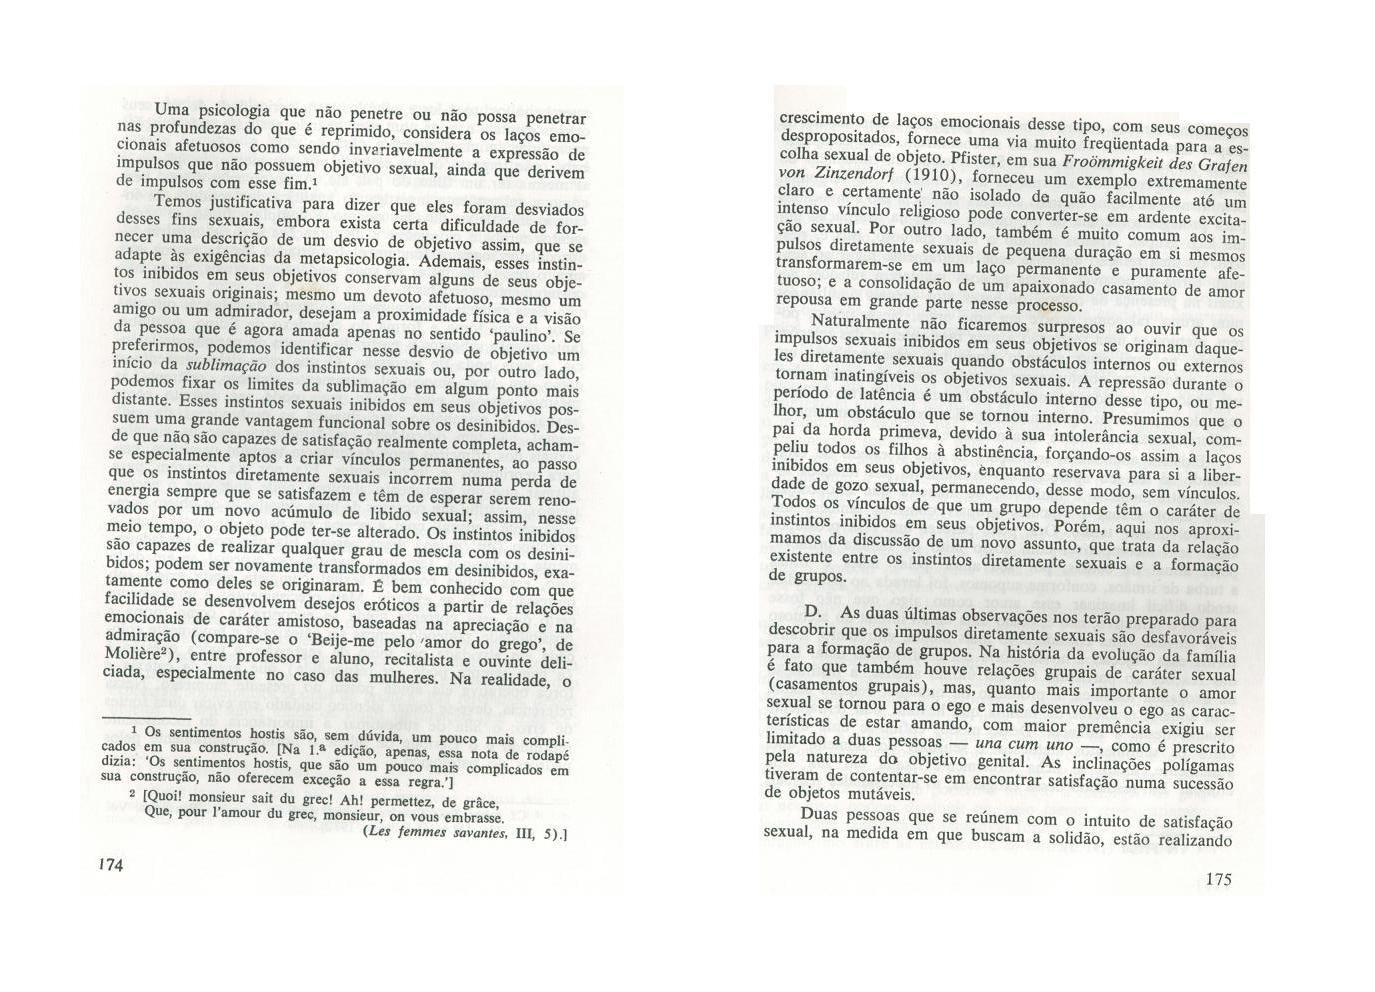 Uma psicologia que não penetre ou não possa penetrar
nas profundezas do que é reprimido, considera os laços emo-
cionais afetuosos como sendo invariavelmente a expressão de
impulsos que não possuem objetivo sexual, ainda que derivem
de impulsos com esse fim.¹
Temos justificativa para dizer que eles foram desviados
desses fins sexuais, embora exista certa dificuldade de for-
necer uma descrição de um desvio de objetivo assim, que se
adapte às exigências da metapsicologia. Ademais, esses instin-
tos inibidos em seus objetivos conservam alguns de seus obje-
tivos sexuais originais; mesmo um devoto afetuoso, mesmo um
amigo ou um admirador, desejam a proximidade física e a visão
da pessoa que é agora amada apenas no sentido ‘paulino’. Se
preferirmos, podemos identificar nesse desvio de objetivo um
início da sublimação dos instintos sexuais ou, por outro lado,
podemos fixar os limites da sublimação em algum ponto mais
distante. Esses instintos sexuais inibidos em seus objetivos pos-
suem uma grande vantagem funcional sobre os desinibidos. Des-
de que não são capazes de satisfação realmente completa, acham-
se especialmente aptos a criar vínculos permanentes, ao passo
que os instintos diretamente sexuais incorrem numa perda de
energia sempre que se satisfazem e têm de esperar serem reno-
vados por um novo acúmulo de libido sexual; assim, nesse
meio tempo, o objeto pode ter-se alterado. Os instintos inibidos
são capazes de realizar qualquer grau de mescla com os desini-
bidos; podem ser novamente transformados em desinibidos, exa-
tamente como deles se originaram. É bem conhecido com que
facilidade se desenvolvem desejos eróticos a partir de relações
emocionais de caráter amistoso, baseadas na apreciação e na
admiração (compare-se o ‘Beije-me pelo amor do grego’, de
Molière²), entre professor e aluno, recitalista e ouvinte deli-
ciada, especialmente no caso das mulheres. Na realidade, o
¹ Os sentimentos hostis são, sem dúvida, um pouco mais compli-
cados em sua construção. [Na 1.ª edição, apenas, essa nota de rodapé
dizia: ‘Os sentimentos hostis, que são um pouco mais complicados em
sua construção, não oferecem exceção a essa regra.’]
² [Quoi! monsieur sait du grec! Ah! permettez, de grâce,
Que, pour l’amour du grec, monsieur, on vous embrasse.
(Les femmes savantes, III, 5).]
174
crescimento de laços emocionais desse tipo, com seus começos
despropositados, fornece uma via muito freqüentada para a es-
colha sexual de objeto. Pfister, em sua Froömmigkeit des Grafen
von Zinzendorf (1910), forneceu um exemplo extremamente
claro e certamente não isolado de quão facilmente até um
intenso vínculo religioso pode converter-se em ardente excita-
ção sexual. Por outro lado, também é muito comum aos im-
pulsos diretamente sexuais de pequena duração em si mesmos
transformarem-se em um laço permanente e puramente afe-
tuoso; e a consolidação de um apaixonado casamento de amor
repousa em grande parte nesse processo.
Naturalmente não ficaremos surpresos ao ouvir que os
impulsos sexuais inibidos em seus objetivos se originam daque-
les diretamente sexuais quando obstáculos internos ou externos
tornam inatingíveis os objetivos sexuais. A repressão durante o
período de latência é um obstáculo interno desse tipo, ou me-
lhor, um obstáculo que se tornou interno. Presumimos que o
pai da horda primeva, devido à sua intolerância sexual, com-
peliu todos os filhos à abstinência, forçando-os assim a laços
inibidos em seus objetivos, enquanto reservava para si a liber-
dade de gozo sexual, permanecendo, desse modo, sem vínculos.
Todos os vínculos de que um grupo depende têm o caráter de
instintos inibidos em seus objetivos. Porém, aqui nos aproxi-
mamos da discussão de um novo assunto, que trata da relação
existente entre os instintos diretamente sexuais e a formação
de grupos.
D. As duas últimas observações nos terão preparado para
descobrir que os impulsos diretamente sexuais são desfavoráveis
para a formação de grupos. Na história da evolução da família
é fato que também houve relações grupais de caráter sexual
(casamentos grupais), mas, quanto mais importante o amor
sexual se tornou para o ego e mais desenvolveu o ego as carac-
terísticas de estar amando, com maior premência exigiu ser
limitado a duas pessoas — una cum uno —, como é prescrito
pela natureza do objetivo genital. As inclinações polígamas
tiveram de contentar-se em encontrar satisfação numa sucessão
de objetos mutáveis.
Duas pessoas que se reúnem com o intuito de satisfação
sexual, na medida em que buscam a solidão, estão realizando
175